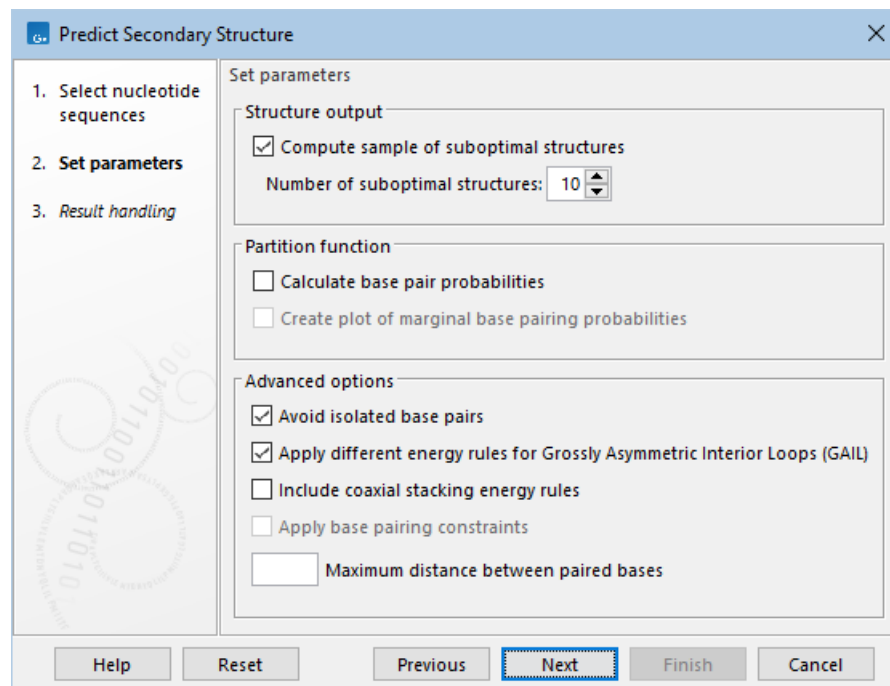 Predict Secondary Structure
1. Select nucleotide
sequences
2. Set parameters
3. Result handling
Set parameters
Structure output
Compute sample of suboptimal structures
Number of suboptimal structures: 10
Partition function
Calculate base pair probabilities
Create plot of marginal base pairing probabilities
Advanced options
Avoid isolated base pairs
Apply different energy rules for Grossly Asymmetric Interior Loops (GAIL)
Include coaxial stacking energy rules
Apply base pairing constraints
Maximum distance between paired bases
Help Reset Previous Next Finish Cancel